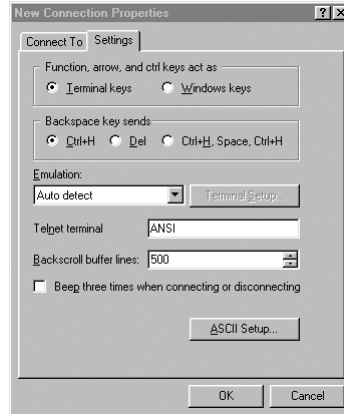 New Connection Properties ? X
Connect To Settings
Function, arrow, and ctrl keys act as
Terminal keys Windows keys
Backspace key sends
Ctrl+H Del Ctrl+H, Space, Ctrl+H
Emulation:
Auto detect Terminal Setup...
Telnet terminal ANSI
Backscroll buffer lines: 500
Beep three times when connecting or disconnecting
ASCII Setup...
OK Cancel